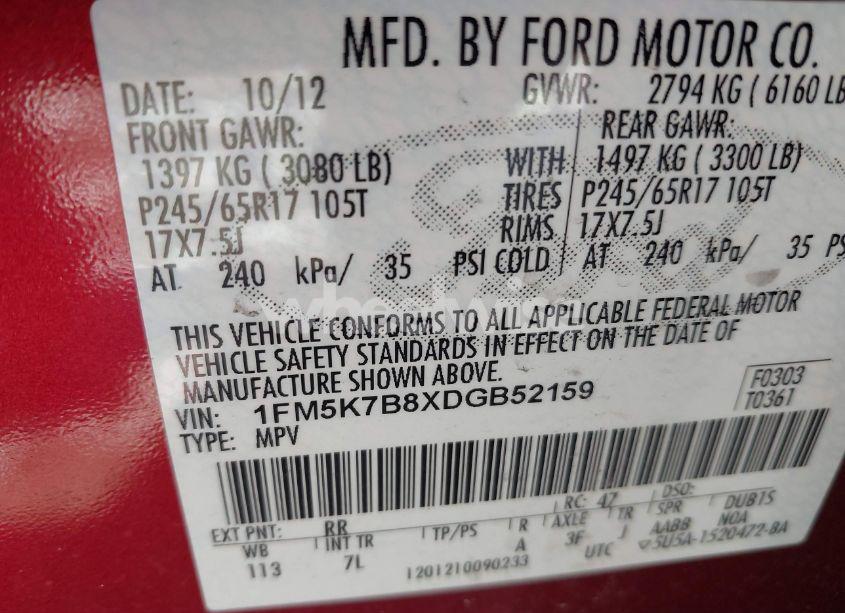 MFD. BY FORD MOTOR CO.
DATE: 10/12 GVWR: 2794 KG ( 6160 LB
FRONT GAWR: REAR GAWR:
1397 KG ( 3080 LB) WITH 1497 KG ( 3300 LB)
P245/65R17 105T TIRES P245/65R17 105T
17X7.5J RIMS 17X7.5J
AT 240 kPa/ 35 PSI COLD AT 240 kPa/ 35 PS
THIS VEHICLE CONFORMS TO ALL APPLICABLE FEDERAL MOTOR
VEHICLE SAFETY STANDARDS IN EFFECT ON THE DATE OF
MANUFACTURE SHOWN ABOVE.
VIN: 1FM5K7B8XDGB52159 F0303
TYPE: MPV T0361
EXT PNT: RR RC: 47 DSO:
WB INT TR TP/PS R AXLE TR SPR DUB1S
113 7L A 3F J AABB NOA
1201210090233 UTC 5U5A-1520472-BA